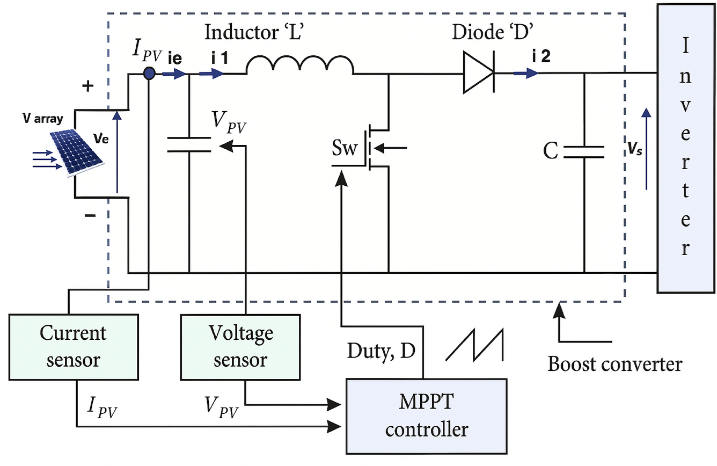 Inductor 'L'
Diode 'D'
I_PV
ie
i 1
i 2
+
V array
Ve
V_PV
Sw
C
Vs
−
Inverter
Current
sensor
Voltage
sensor
Duty, D
Boost converter
I_PV
V_PV
MPPT
controller